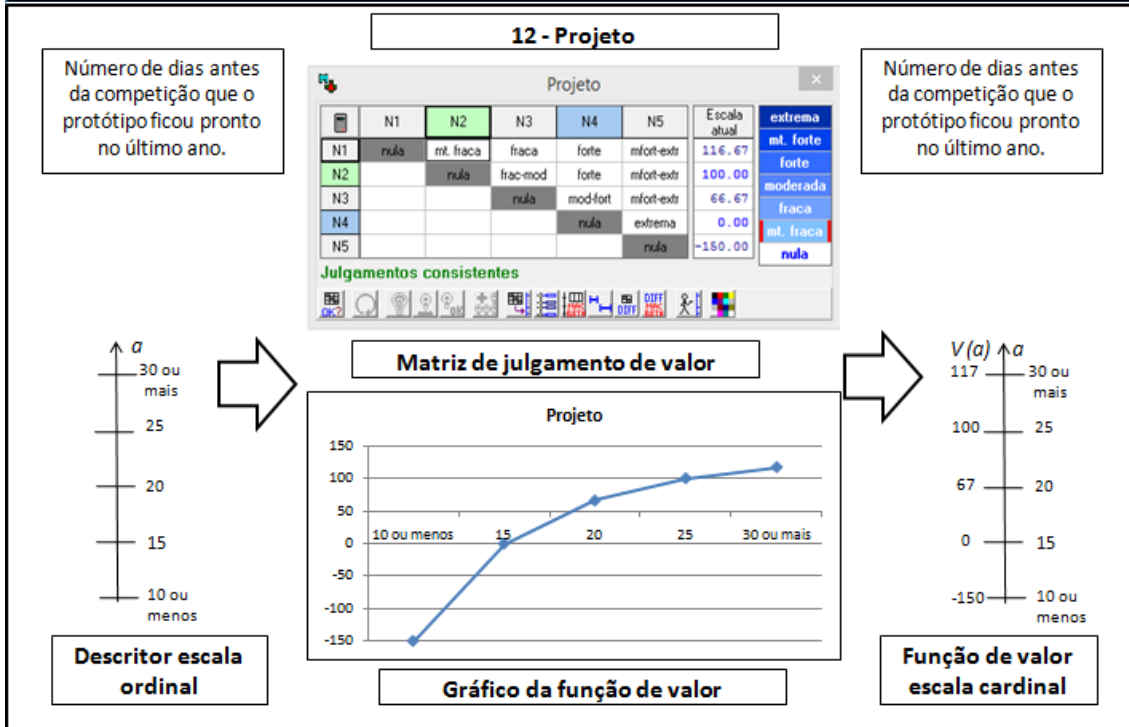 12 - Projeto
Número de dias antes
da competição que o
protótipo ficou pronto
no último ano.
Projeto
N1 N2 N3 N4 N5 Escala atual
N1 nula mt. fraca fraca forte mfort-extr 116.67
N2 nula frac-mod forte mfort-extr 100.00
N3 nula mod-fort mfort-extr 66.67
N4 nula extrema 0.00
N5 nula -150.00
extrema
mt. forte
forte
moderada
fraca
mt. fraca
nula
Julgamentos consistentes
OK? ok DIFF DIFF
Número de dias antes
da competição que o
protótipo ficou pronto
no último ano.
a
30 ou
mais
25
20
15
10 ou
menos
Descritor escala
ordinal
Matriz de julgamento de valor
Projeto
150
100
50
0
-50
-100
-150
10 ou menos 15 20 25 30 ou mais
Gráfico da função de valor
V(a) a
117 30 ou
mais
100 25
67 20
0 15
-150 10 ou
menos
Função de valor
escala cardinal